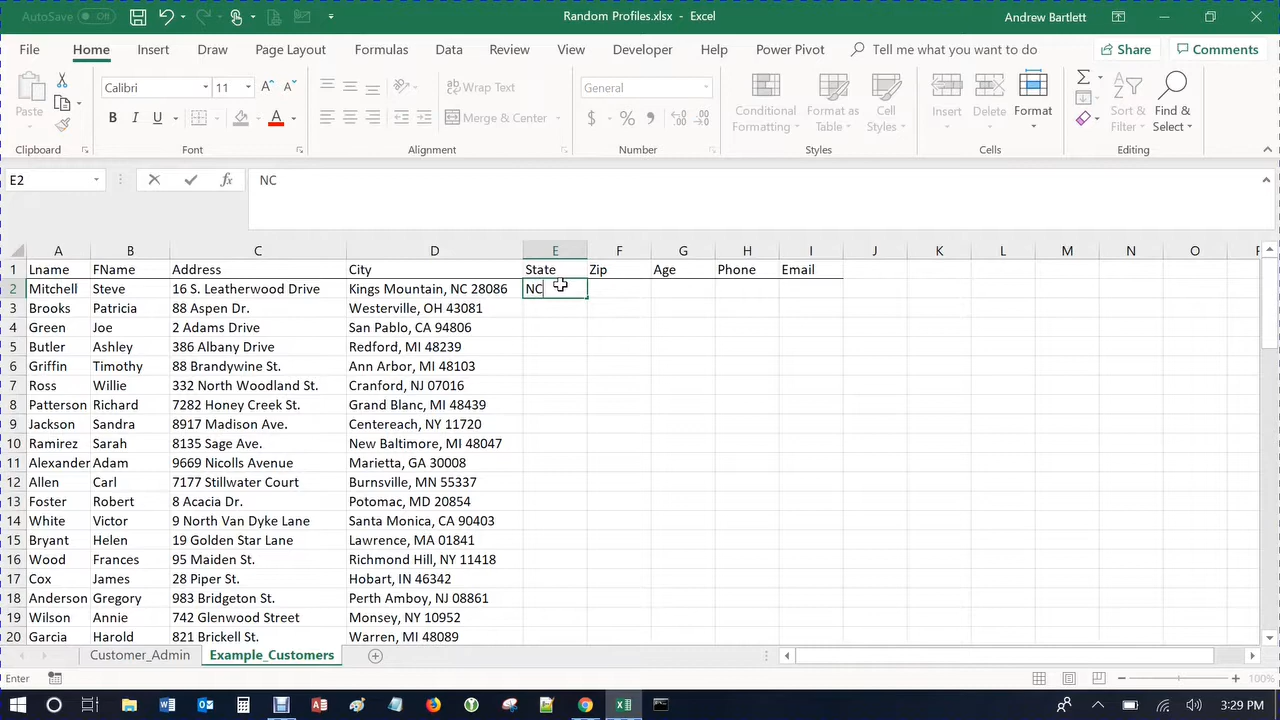 AutoSave Off Random Profiles.xlsx - Excel Andrew Bartlett
File Home Insert Draw Page Layout Formulas Data Review View Developer Help Power Pivot Tell me what you want to do Share Comments
Paste Calibri 11 Wrap Text General Conditional Formatting Format as Table Cell Styles Insert Delete Format Sort & Filter Find & Select
B I U A Merge & Center $ %
Clipboard Font Alignment Number Styles Cells Editing
E2 fx NC
A B C D E F G H I J K L M N O
1 Lname FName Address City State Zip Age Phone Email
2 Mitchell Steve 16 S. Leatherwood Drive Kings Mountain, NC 28086 NC
3 Brooks Patricia 88 Aspen Dr. Westerville, OH 43081
4 Green Joe 2 Adams Drive San Pablo, CA 94806
5 Butler Ashley 386 Albany Drive Redford, MI 48239
6 Griffin Timothy 88 Brandywine St. Ann Arbor, MI 48103
7 Ross Willie 332 North Woodland St. Cranford, NJ 07016
8 Patterson Richard 7282 Honey Creek St. Grand Blanc, MI 48439
9 Jackson Sandra 8917 Madison Ave. Centereach, NY 11720
10 Ramirez Sarah 8135 Sage Ave. New Baltimore, MI 48047
11 Alexander Adam 9669 Nicolls Avenue Marietta, GA 30008
12 Allen Carl 7177 Stillwater Court Burnsville, MN 55337
13 Foster Robert 8 Acacia Dr. Potomac, MD 20854
14 White Victor 9 North Van Dyke Lane Santa Monica, CA 90403
15 Bryant Helen 19 Golden Star Lane Lawrence, MA 01841
16 Wood Frances 95 Maiden St. Richmond Hill, NY 11418
17 Cox James 28 Piper St. Hobart, IN 46342
18 Anderson Gregory 983 Bridgeton St. Perth Amboy, NJ 08861
19 Wilson Annie 742 Glenwood Street Monsey, NY 10952
20 Garcia Harold 821 Brickell St. Warren, MI 48089
Customer_Admin Example_Customers
Enter 100%
3:29 PM